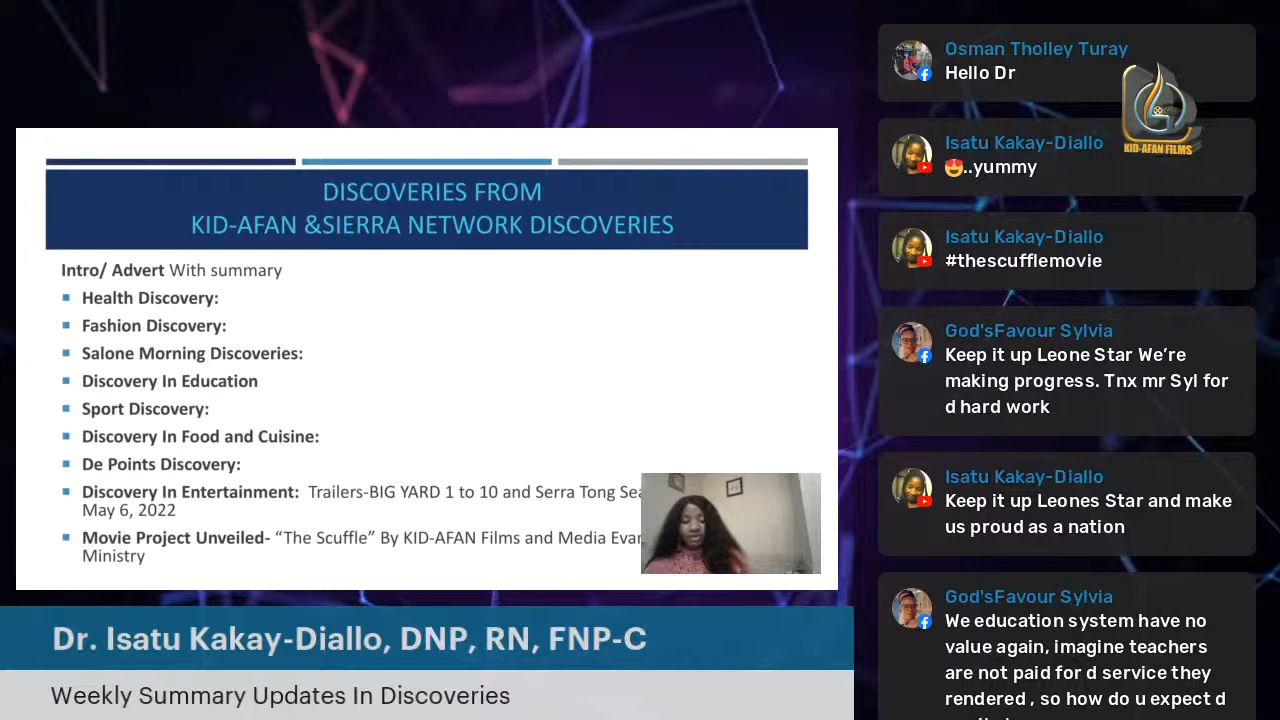 DISCOVERIES FROM
KID-AFAN &SIERRA NETWORK DISCOVERIES
Intro/ Advert With summary
Health Discovery:
Fashion Discovery:
Salone Morning Discoveries:
Discovery In Education
Sport Discovery:
Discovery In Food and Cuisine:
De Points Discovery:
Discovery In Entertainment: Trailers-BIG YARD 1 to 10 and Serra Tong
May 6, 2022
Movie Project Unveiled- “The Scuffle” By KID-AFAN Films and Media
Ministry
Dr. Isatu Kakay-Diallo, DNP, RN, FNP-C
Weekly Summary Updates In Discoveries
Osman Tholley Turay
Hello Dr
KID-AFAN FILMS
Isatu Kakay-Diallo
😍..yummy
Isatu Kakay-Diallo
#thescufflemovie
God'sFavour Sylvia
Keep it up Leone Star We’re
making progress. Tnx mr Syl for
d hard work
Isatu Kakay-Diallo
Keep it up Leones Star and make
us proud as a nation
God'sFavour Sylvia
We education system have no
value again, imagine teachers
are not paid for d service they
rendered , so how do u expect d